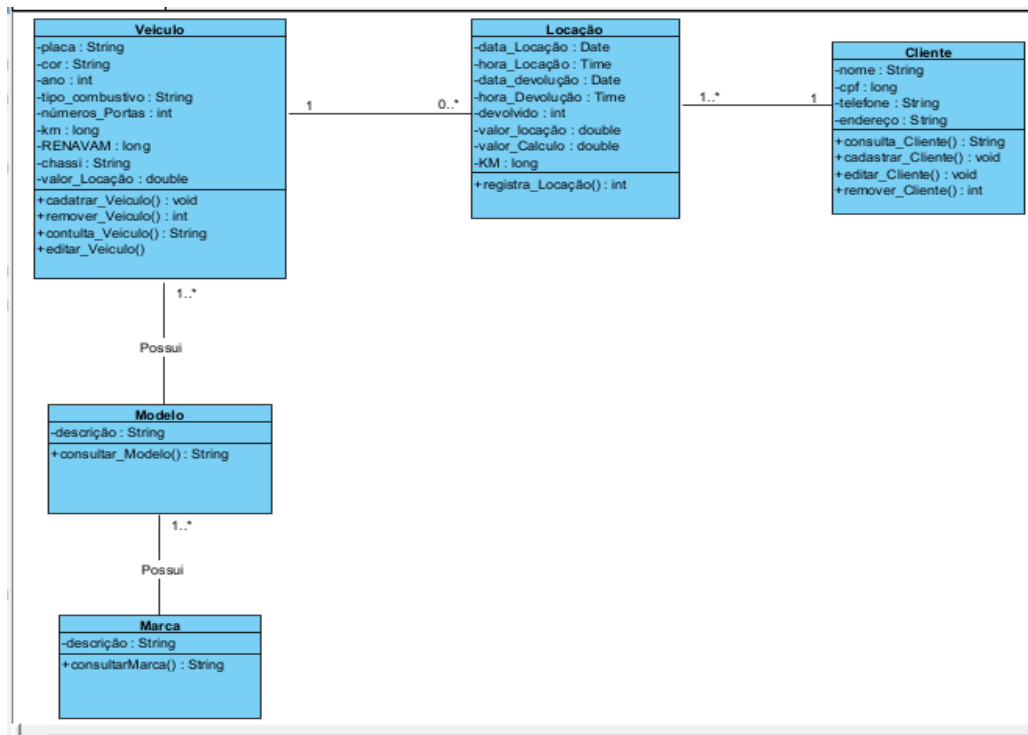 Veiculo
-placa : String
-cor : String
-ano : int
-tipo_combustivo : String
-números_Portas : int
-km : long
-RENAVAM : long
-chassi : String
-valor_Locação : double
+cadatrar_Veiculo() : void
+remover_Veiculo() : int
+contulta_Veiculo() : String
+editar_Veiculo()
1
0..*
Locação
-data_Locação : Date
-hora_Locação : Time
-data_devolução : Date
-hora_Devolução : Time
-devolvido : int
-valor_locação : double
-valor_Calculo : double
-KM : long
+registra_Locação() : int
1..*
1
Cliente
-nome : String
-cpf : long
-telefone : String
-endereço : String
+consulta_Cliente() : String
+cadastrar_Cliente() : void
+editar_Cliente() : void
+remover_Cliente() : int
1..*
Possui
Modelo
-descrição : String
+consultar_Modelo() : String
1..*
Possui
Marca
-descrição : String
+consultarMarca() : String